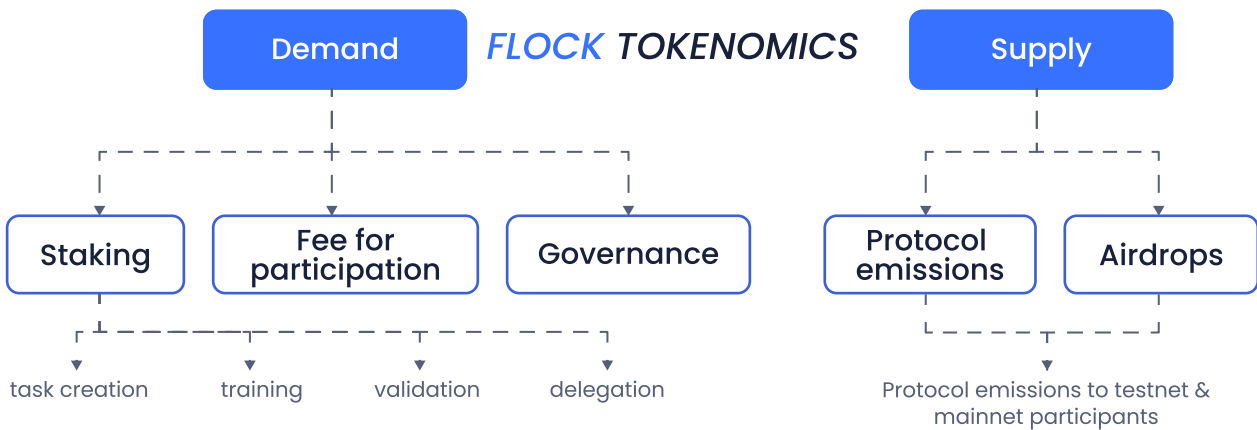 Demand
FLOCK TOKENOMICS
Supply
Staking
Fee for
participation
Governance
Protocol
emissions
Airdrops
task creation
training
validation
delegation
Protocol emissions to testnet &
mainnet participants